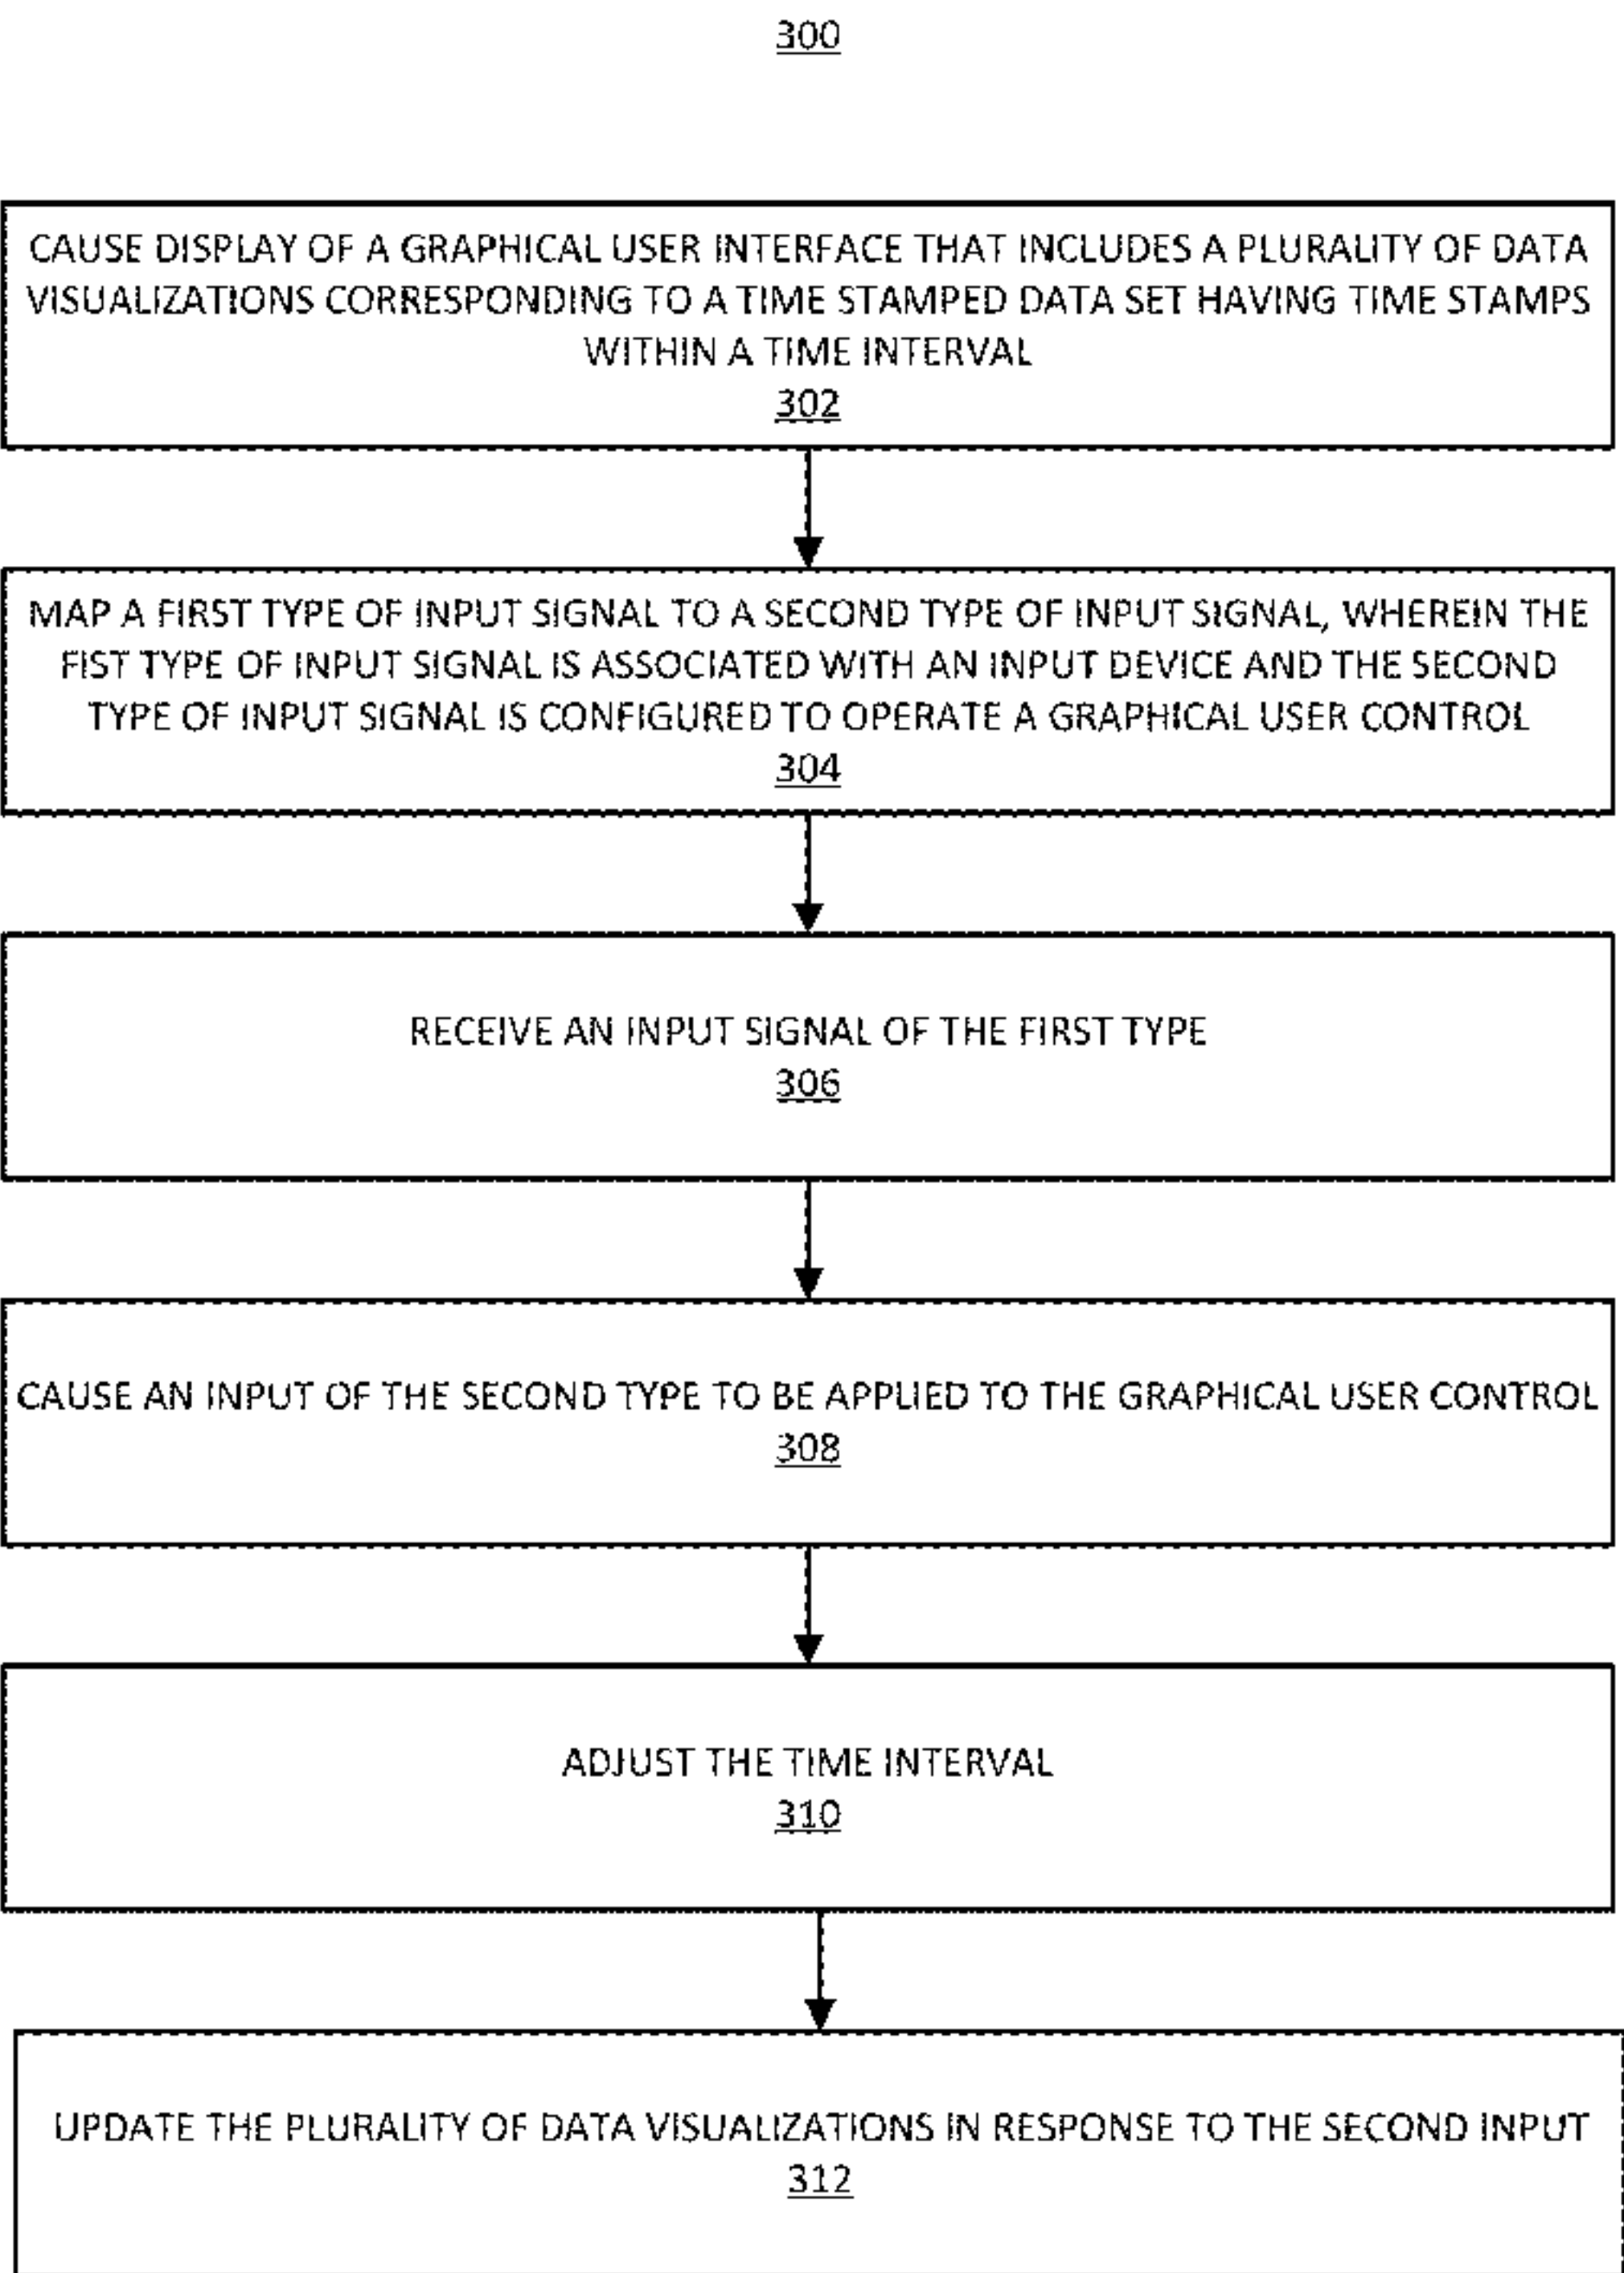 300
CAUSE DISPLAY OF A GRAPHICAL USER INTERFACE THAT INCLUDES A PLURALITY OF DATA
VISUALIZATIONS CORRESPONDING TO A TIME STAMPED DATA SET HAVING TIME STAMPS
WITHIN A TIME INTERVAL
302
MAP A FIRST TYPE OF INPUT SIGNAL TO A SECOND TYPE OF INPUT SIGNAL, WHEREIN THE
FIST TYPE OF INPUT SIGNAL IS ASSOCIATED WITH AN INPUT DEVICE AND THE SECOND
TYPE OF INPUT SIGNAL IS CONFIGURED TO OPERATE A GRAPHICAL USER CONTROL
304
RECEIVE AN INPUT SIGNAL OF THE FIRST TYPE
306
CAUSE AN INPUT OF THE SECOND TYPE TO BE APPLIED TO THE GRAPHICAL USER CONTROL
308
ADJUST THE TIME INTERVAL
310
UPDATE THE PLURALITY OF DATA VISUALIZATIONS IN RESPONSE TO THE SECOND INPUT
312